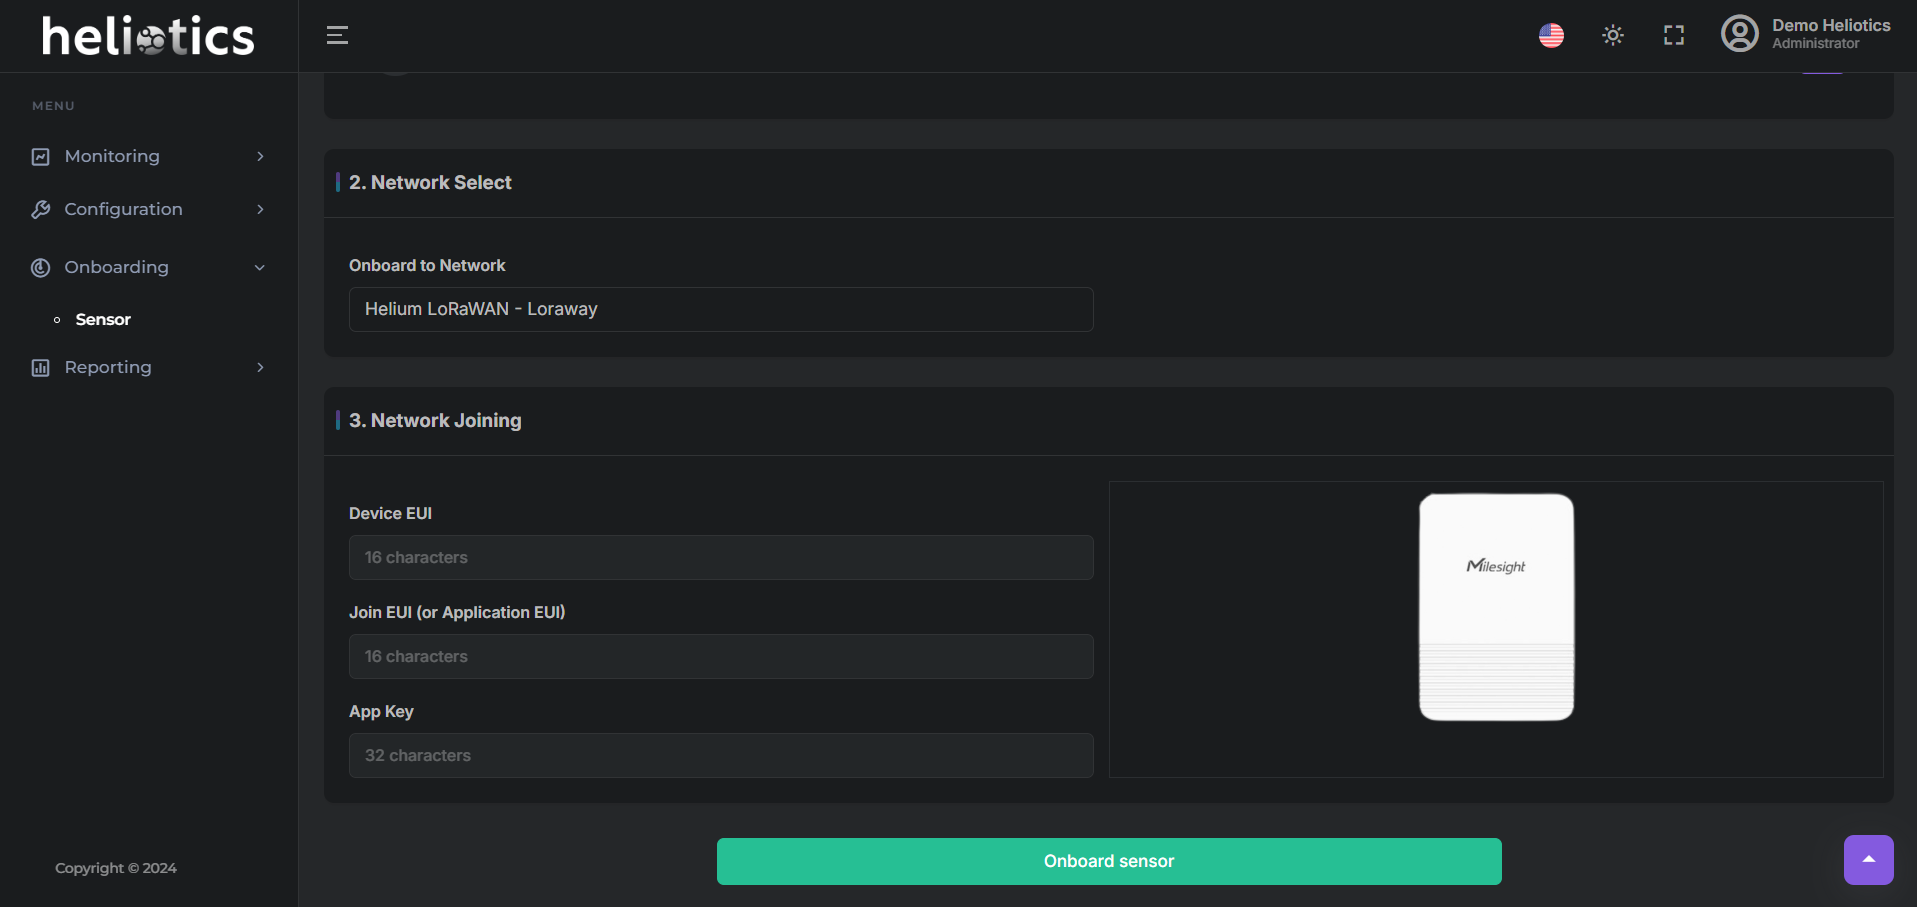 heliotics
Demo Heliotics
Administrator
MENU
Monitoring
Configuration
Onboarding
Sensor
Reporting
Copyright © 2024
2. Network Select
Onboard to Network
Helium LoRaWAN - Loraway
3. Network Joining
Device EUI
16 characters
Join EUI (or Application EUI)
16 characters
App Key
32 characters
Milesight
Onboard sensor